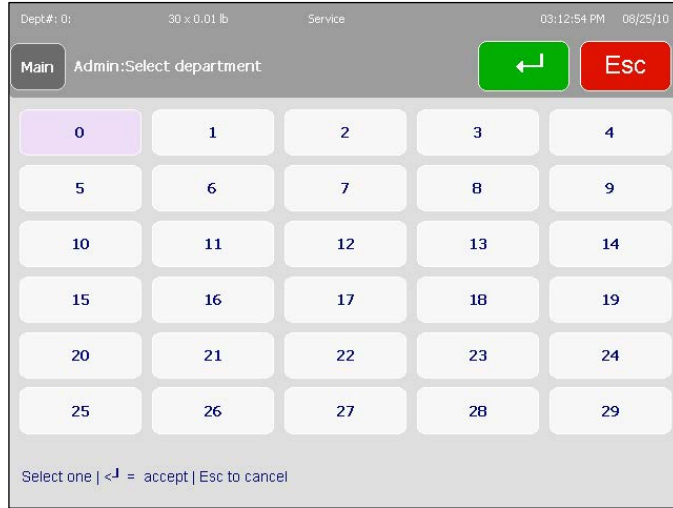 Dept#: 0: 30 x 0.01 lb Service 03:12:54 PM 08/25/10
Main Admin:Select department Esc
0 1 2 3 4
5 6 7 8 9
10 11 12 13 14
15 16 17 18 19
20 21 22 23 24
25 26 27 28 29
Select one | <┘ = accept | Esc to cancel